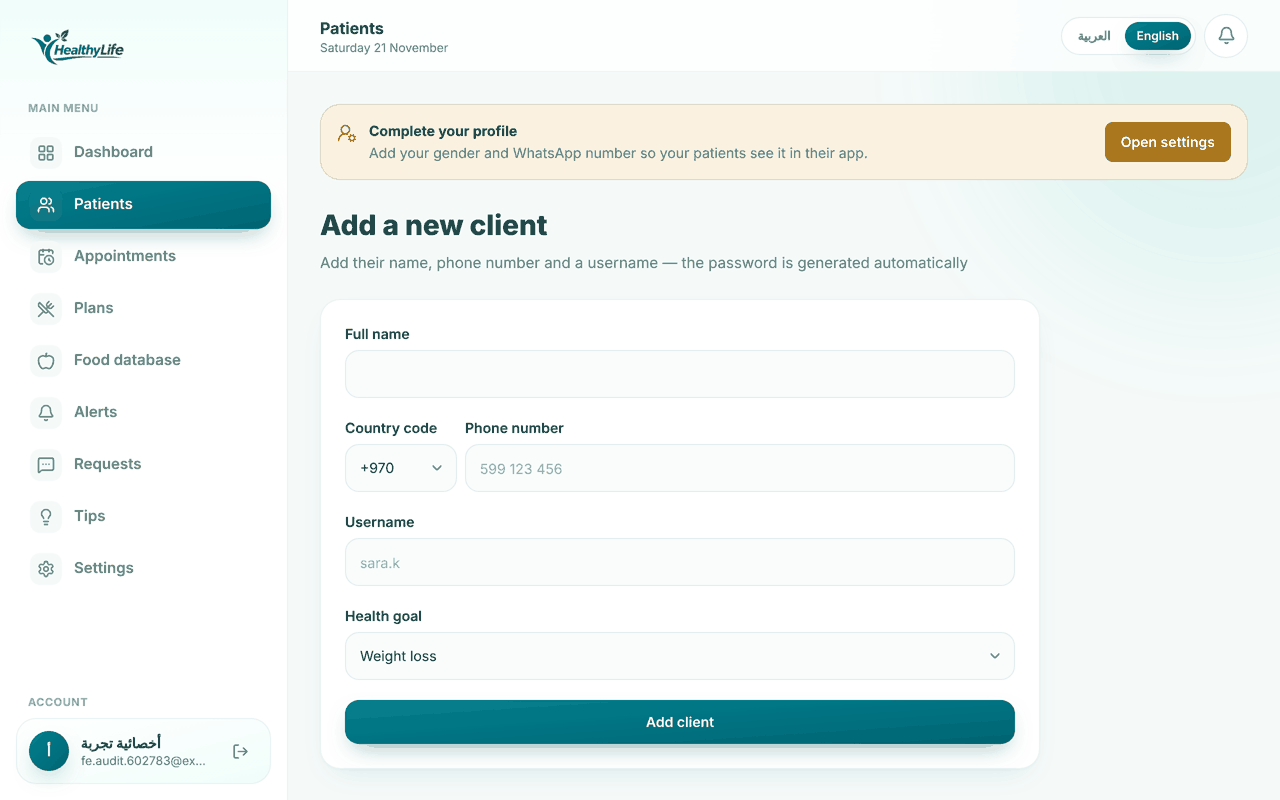 HealthyLife
MAIN MENU
Dashboard
Patients
Appointments
Plans
Food database
Alerts
Requests
Tips
Settings
ACCOUNT
أ
أخصائية تجربة
fe.audit.602783@ex...
Patients
Saturday 21 November
العربية
English
Complete your profile
Add your gender and WhatsApp number so your patients see it in their app.
Open settings
Add a new client
Add their name, phone number and a username — the password is generated automatically
Full name
Country code
Phone number
+970
599 123 456
Username
sara.k
Health goal
Weight loss
Add client